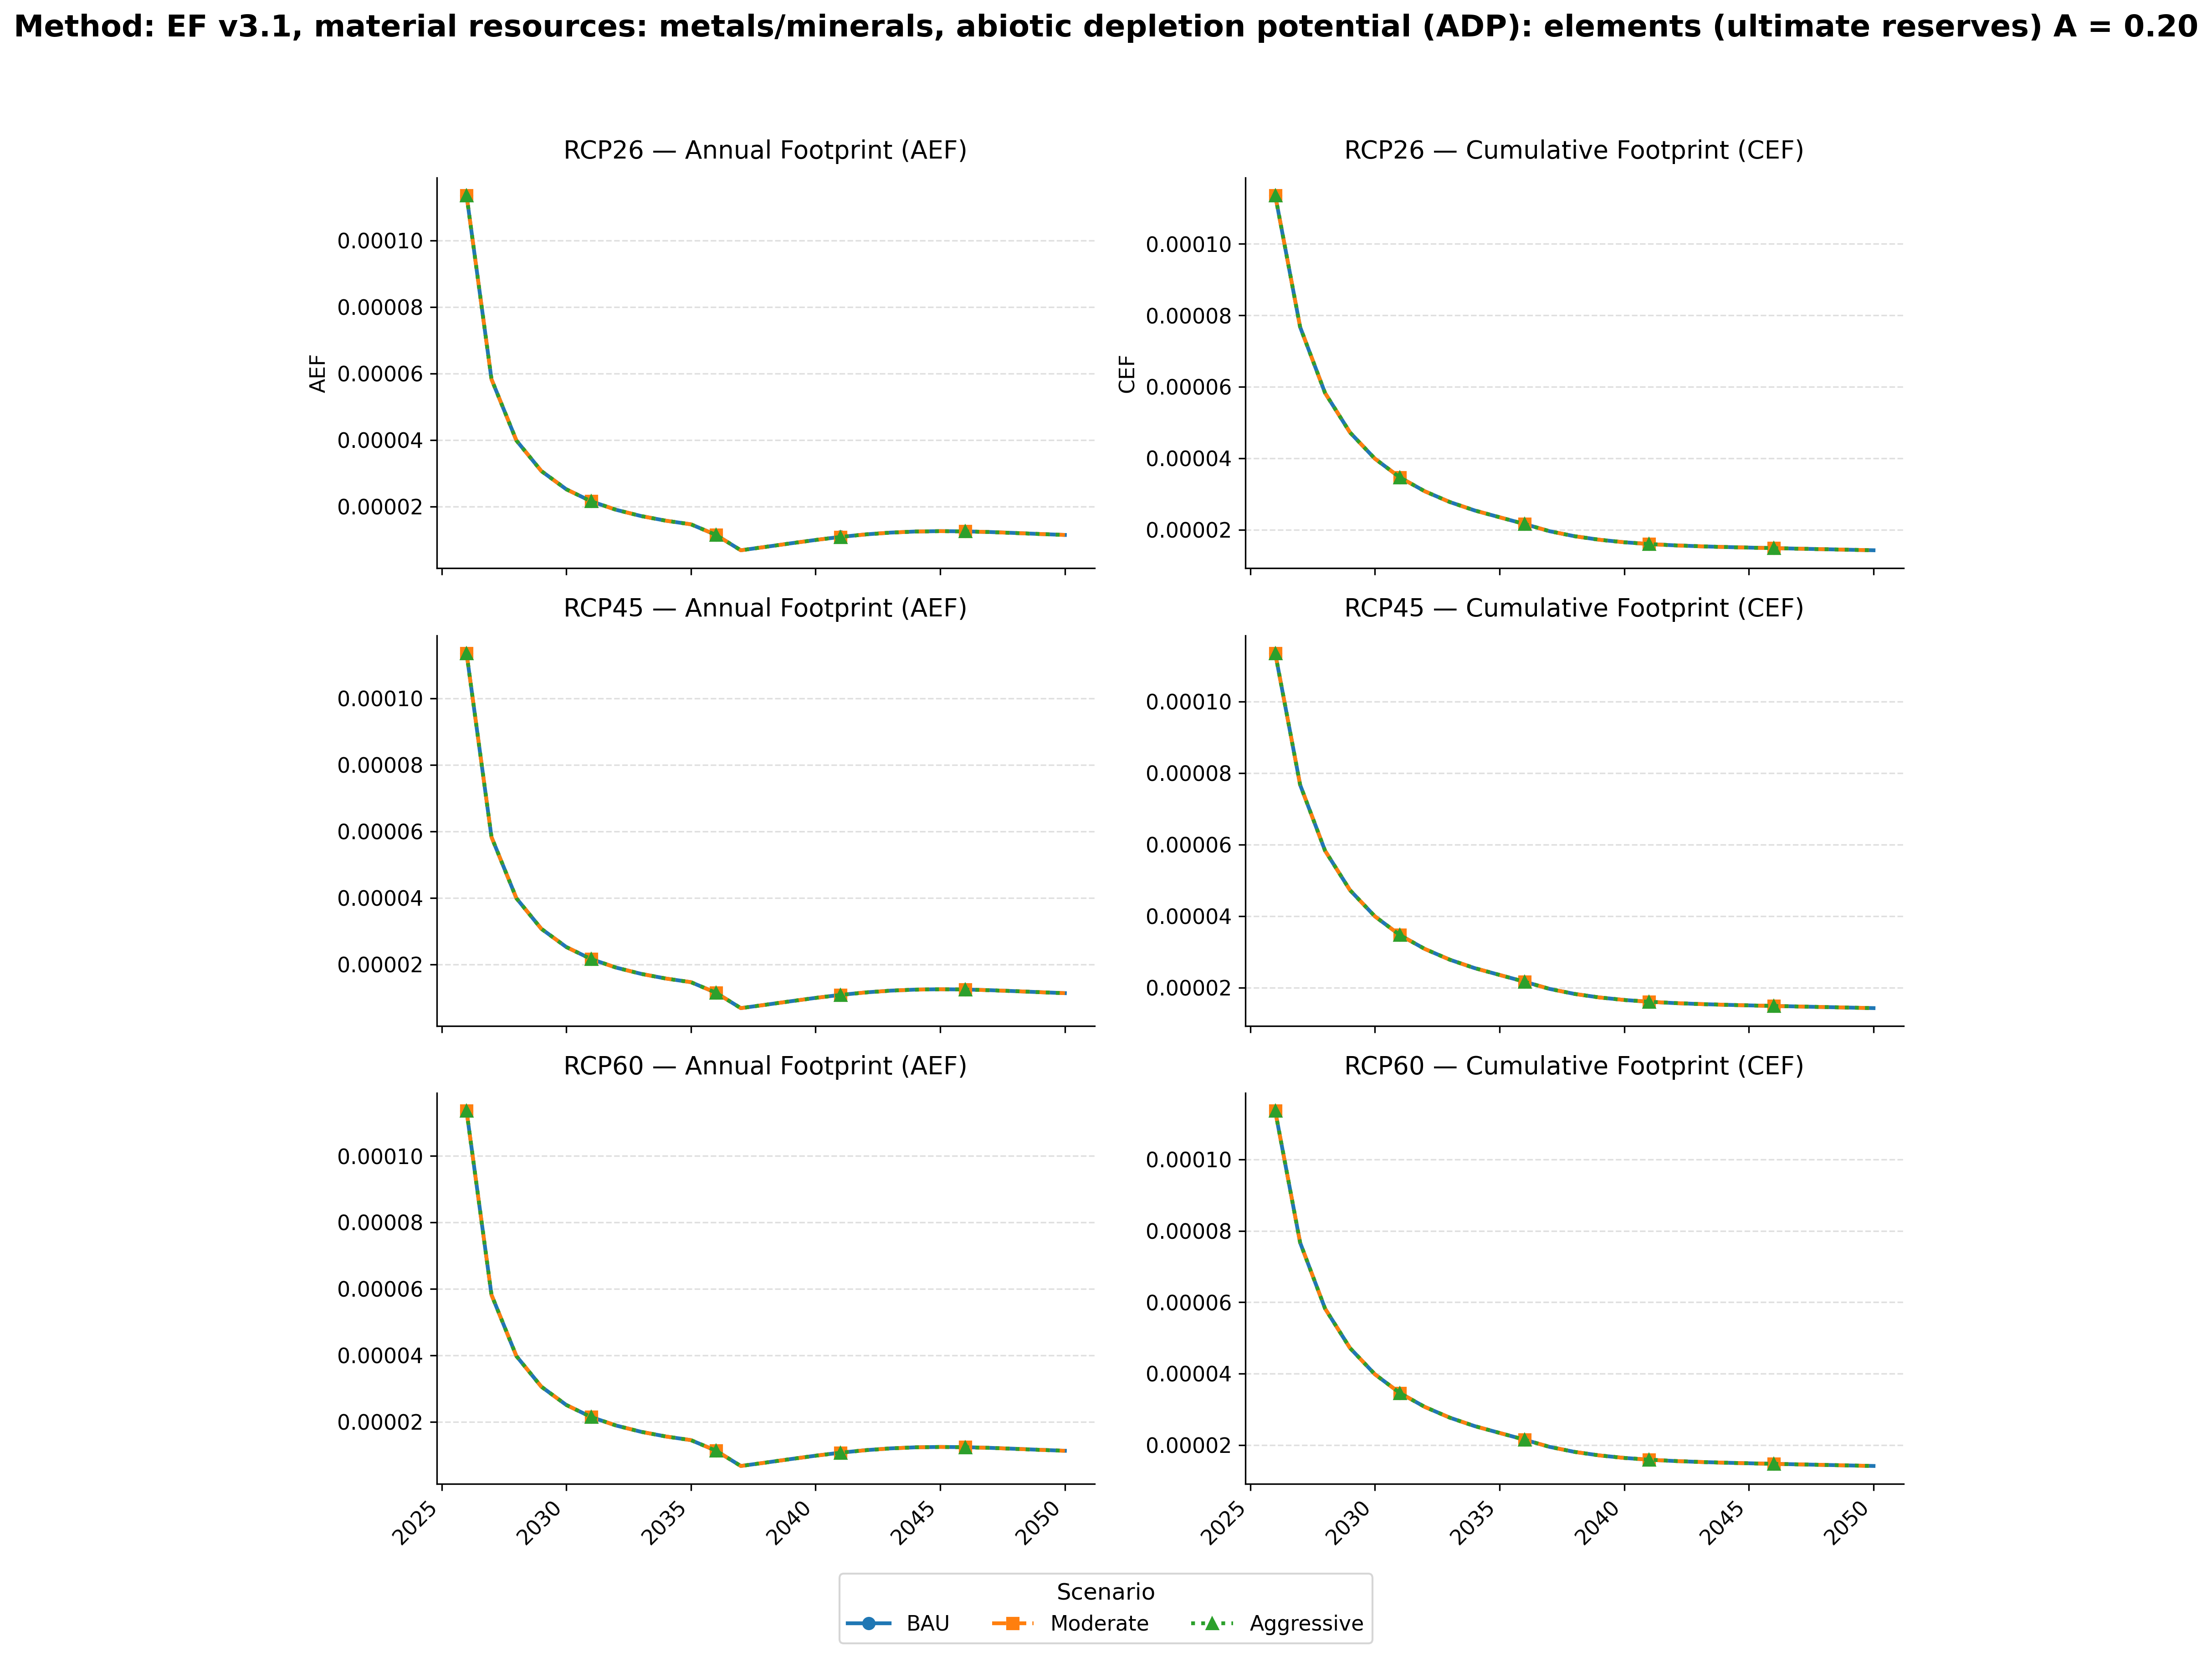 Method: EF v3.1, material resources: metals/minerals, abiotic depletion potential (ADP): elements (ultimate reserves) A = 0.20
RCP26 — Annual Footprint (AEF)
AEF
0.00010
0.00008
0.00006
0.00004
0.00002
RCP26 — Cumulative Footprint (CEF)
CEF
0.00010
0.00008
0.00006
0.00004
0.00002
RCP45 — Annual Footprint (AEF)
0.00010
0.00008
0.00006
0.00004
0.00002
RCP45 — Cumulative Footprint (CEF)
0.00010
0.00008
0.00006
0.00004
0.00002
RCP60 — Annual Footprint (AEF)
0.00010
0.00008
0.00006
0.00004
0.00002
2025 2030 2035 2040 2045 2050
RCP60 — Cumulative Footprint (CEF)
0.00010
0.00008
0.00006
0.00004
0.00002
2025 2030 2035 2040 2045 2050
Scenario
BAU Moderate Aggressive